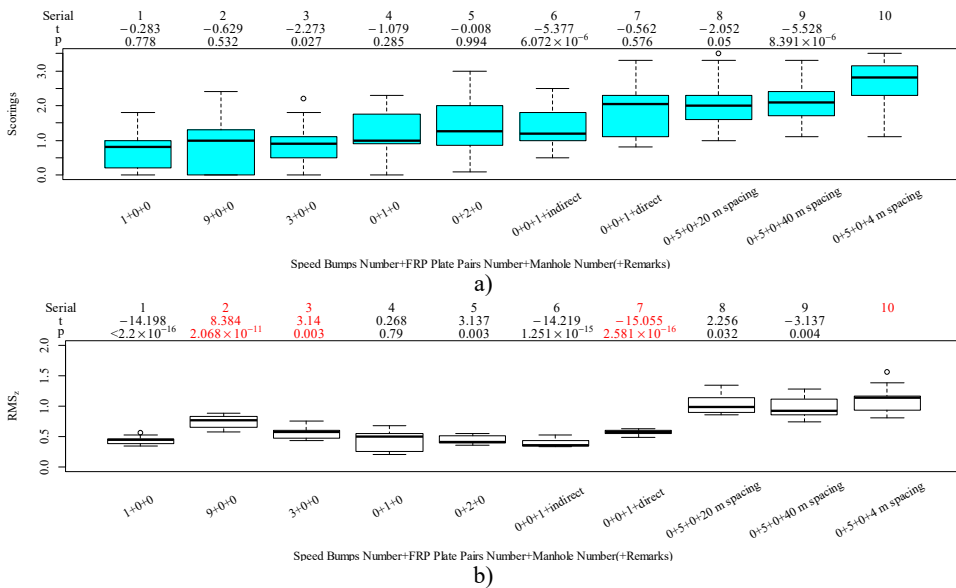 Serial 1 2 3 4 5 6 7 8 9 10
t −0.283 −0.629 −2.273 −1.079 −0.008 −5.377 −0.562 −2.052 −5.528
P 0.778 0.532 0.027 0.285 0.994 6.072×10⁻⁶ 0.576 0.05 8.391×10⁻⁶
3.0
2.0
1.0
0.0
Scorings
1+0+0 9+0+0 3+0+0 0+1+0 0+2+0 0+0+1+indirect 0+0+1+direct 0+5+0+20 m spacing 0+5+0+40 m spacing 0+5+0+4 m spacing
Speed Bumps Number+FRP Plate Pairs Number+Manhole Number(+Remarks)
a)
Serial 1 2 3 4 5 6 7 8 9 10
t −14.198 8.384 3.14 0.268 3.137 −14.219 −15.055 2.256 −3.137
P <2.2×10⁻¹⁶ 2.068×10⁻¹¹ 0.003 0.79 0.003 1.251×10⁻¹⁵ 2.581×10⁻¹⁶ 0.032 0.004
2.0
1.5
1.0
0.5
0.0
RMSz
1+0+0 9+0+0 3+0+0 0+1+0 0+2+0 0+0+1+indirect 0+0+1+direct 0+5+0+20 m spacing 0+5+0+40 m spacing 0+5+0+4 m spacing
Speed Bumps Number+FRP Plate Pairs Number+Manhole Number(+Remarks)
b)